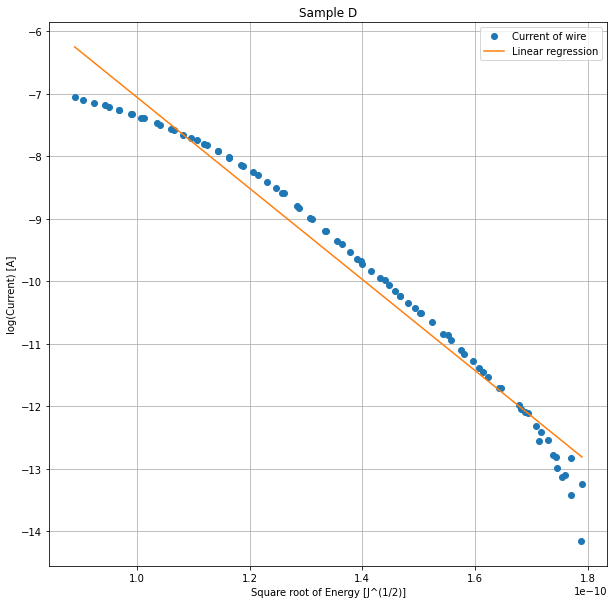 Sample D
Current of wire
Linear regression
log(Current) [A]
−6
−7
−8
−9
−10
−11
−12
−13
−14
1.0
1.2
1.4
1.6
1.8
1e−10
Square root of Energy [J^(1/2)]